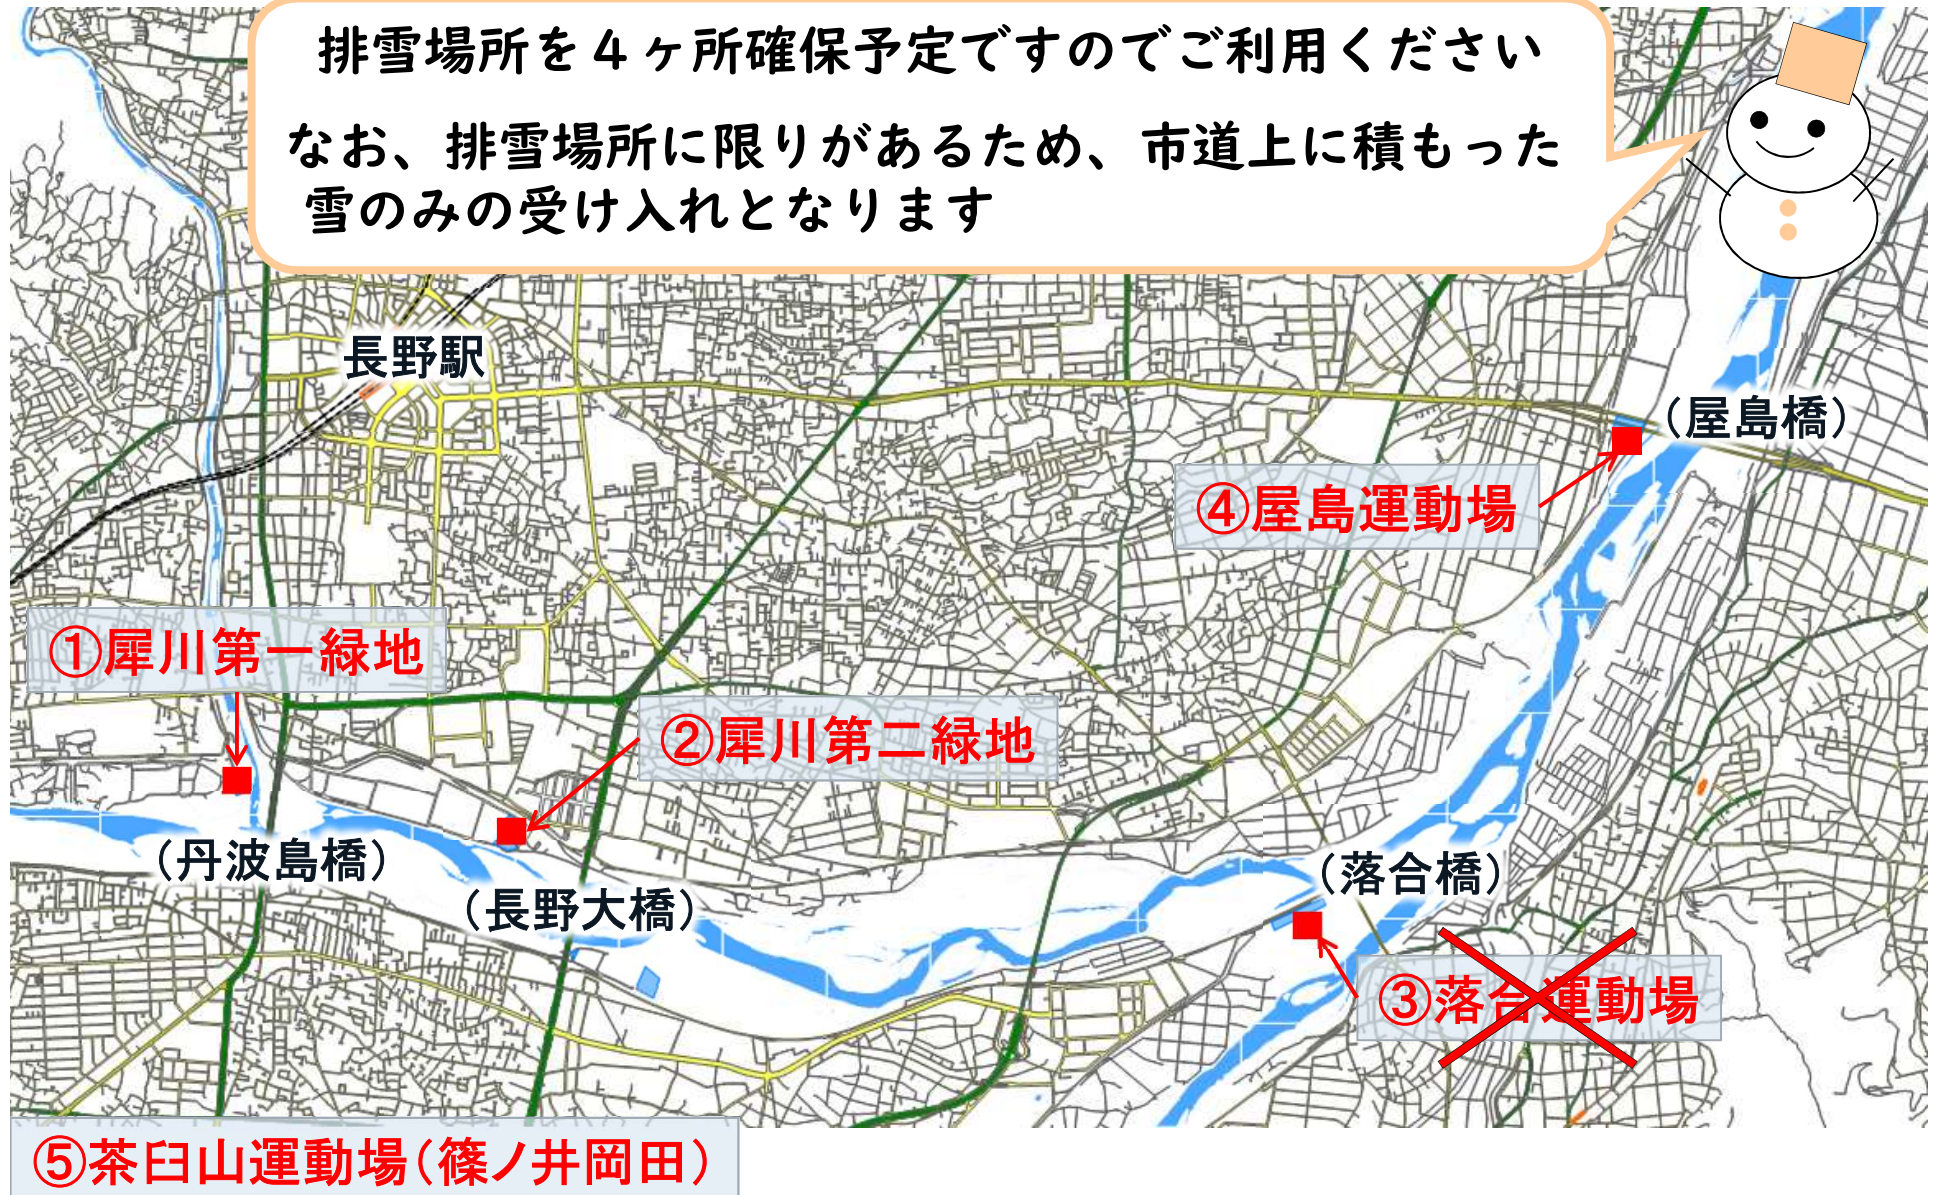 排雪場所を４ヶ所確保予定ですのでご利用ください
なお、排雪場所に限りがあるため、市道上に積もった
雪のみの受け入れとなります
長野駅
（屋島橋）
④屋島運動場
①犀川第一緑地
②犀川第二緑地
（丹波島橋）
（長野大橋）
（落合橋）
③落合運動場
⑤茶臼山運動場（篠ノ井岡田）